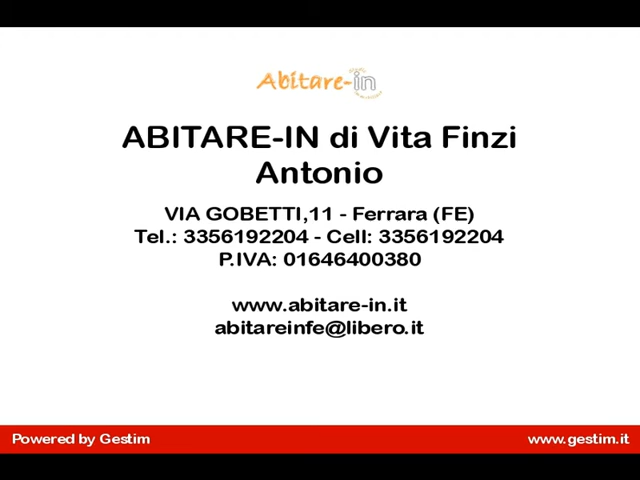 Abitare-in
ABITARE-IN di Vita Finzi
Antonio
VIA GOBETTI,11 - Ferrara (FE)
Tel.: 3356192204 - Cell: 3356192204
P.IVA: 01646400380
www.abitare-in.it
abitareinfe@libero.it
Powered by Gestim
www.gestim.it